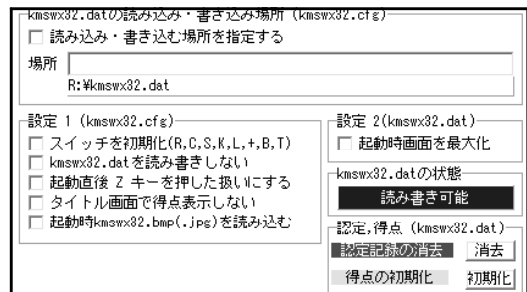 kmswx32.datの読み込み・書き込み場所 (kmswx32.cfg)
読み込み・書き込む場所を指定する
場所
R:¥kmswx32.dat
設定 1 (kmswx32.cfg)
スイッチを初期化(R,C,S,K,L,+,B,T)
kmswx32.datを読み書きしない
起動直後 Z キーを押した扱いにする
タイトル画面で得点表示しない
起動時kmswx32.bmp(.jpg)を読み込む
設定 2(kmswx32.dat)
起動時画面を最大化
kmswx32.datの状態
読み書き可能
認定,得点 (kmswx32.dat)
認定記録の消去 消去
得点の初期化 初期化